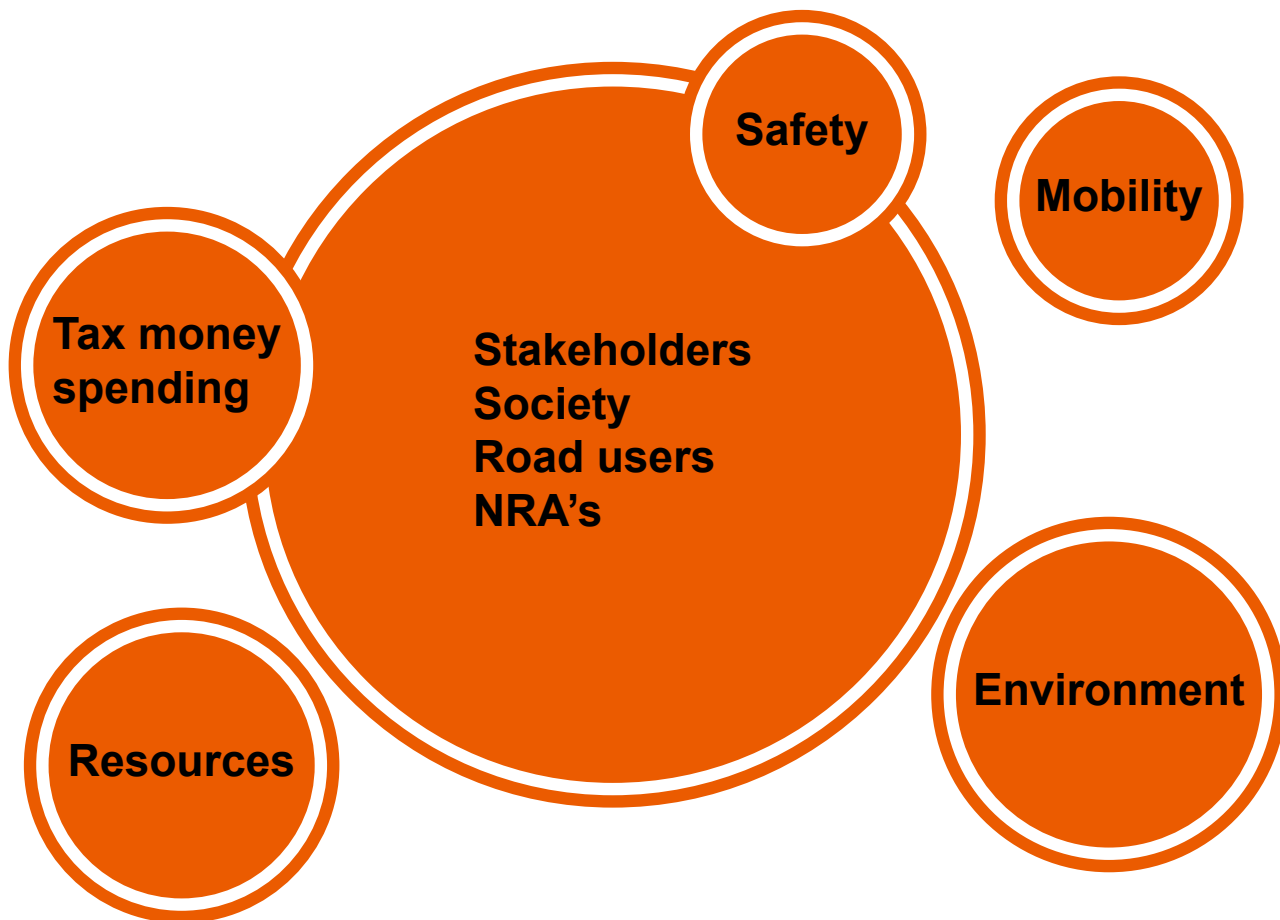 Safety
Mobility
Tax money
spending
Stakeholders
Society
Road users
NRA’s
Environment
Resources